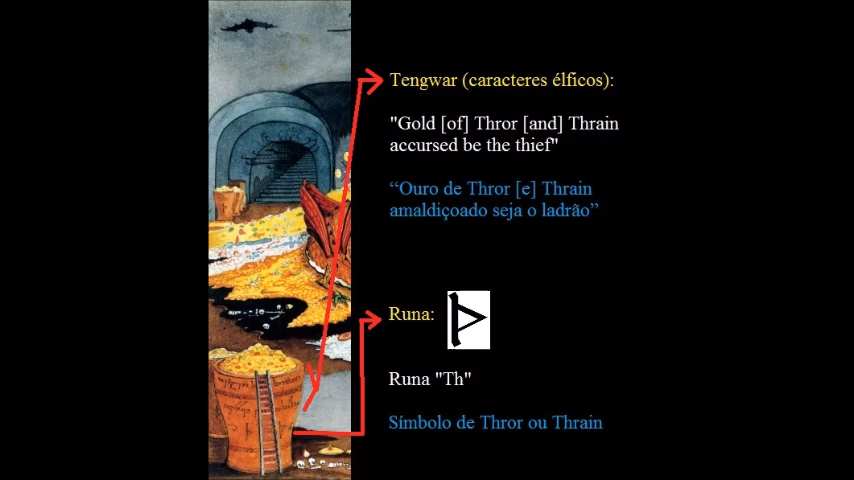 Tengwar (caracteres élficos):
"Gold [of] Thror [and] Thrain
accursed be the thief"
“Ouro de Thror [e] Thrain
amaldiçoado seja o ladrão”
Runa: ᚦ
Runa "Th"
Símbolo de Thror ou Thrain